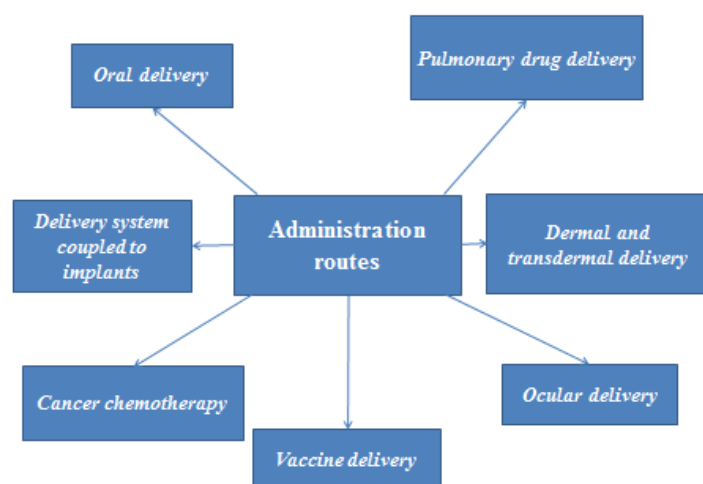 Oral delivery
Pulmonary drug delivery
Delivery system
coupled to
implants
Administration
routes
Dermal and
transdermal delivery
Cancer chemotherapy
Ocular delivery
Vaccine delivery